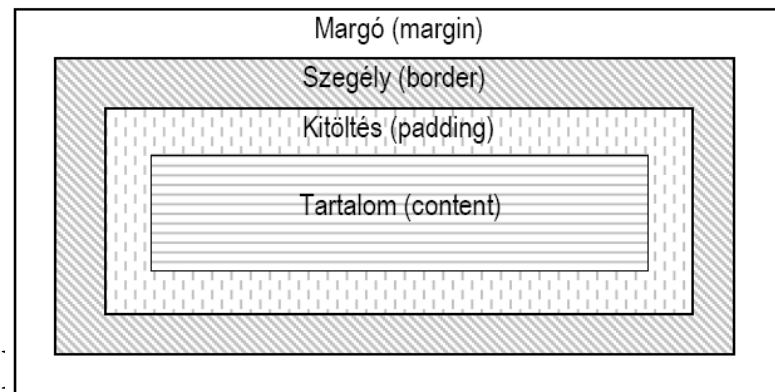 Margó (margin)
Szegély (border)
Kitöltés (padding)
Tartalom (content)